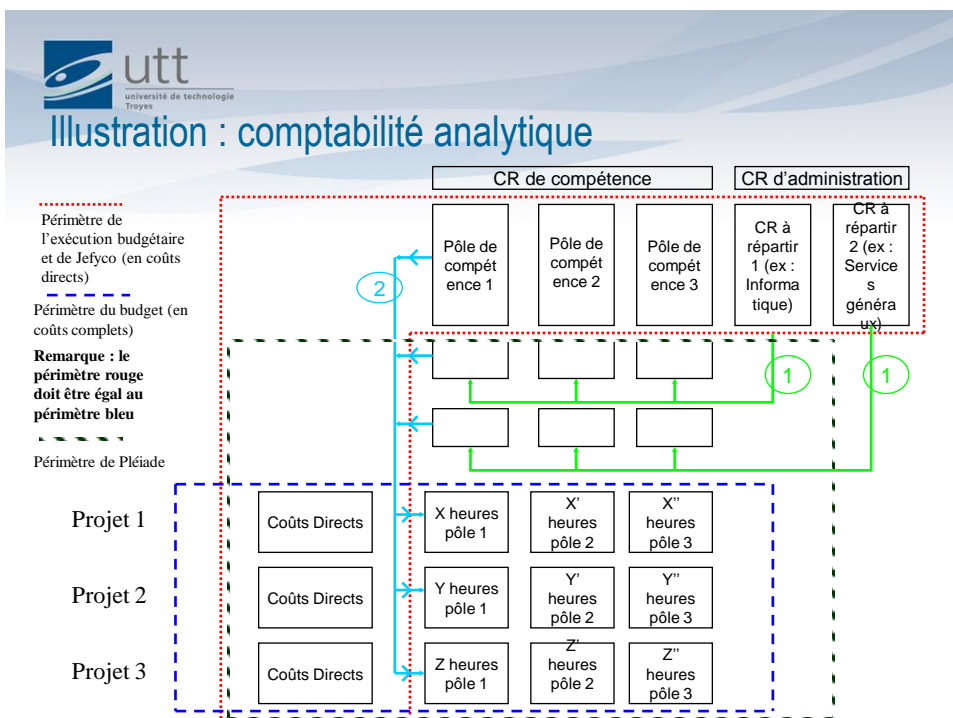 utt
université de technologie
Troyes
Illustration : comptabilité analytique
CR de compétence
CR d'administration
Périmètre de
l'exécution budgétaire
et de Jefyco (en coûts
directs)
Périmètre du budget (en
coûts complets)
Remarque : le
périmètre rouge
doit être égal au
périmètre bleu
Périmètre de Pléiade
Pôle de
compét
ence 1
Pôle de
compét
ence 2
Pôle de
compét
ence 3
CR à
répartir
1 (ex :
Informa
tique)
CR à
répartir
2 (ex :
Service
s
généra
ux)
2
1
1
Projet 1
Coûts Directs
X heures
pôle 1
X'
heures
pôle 2
X''
heures
pôle 3
Projet 2
Coûts Directs
Y heures
pôle 1
Y'
heures
pôle 2
Y''
heures
pôle 3
Projet 3
Coûts Directs
Z heures
pôle 1
Z'
heures
pôle 2
Z''
heures
pôle 3